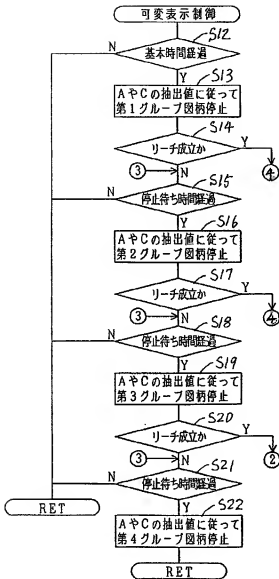 可変表示制御
S12
N
基本時間経過
Y
S13
AやCの抽出値に従って
第1グループ図柄停止
S14
リーチ成立か
Y
④
③
N
S15
N
停止待ち時間経過
Y
S16
AやCの抽出値に従って
第2グループ図柄停止
S17
リーチ成立か
Y
④
③
N
S18
N
停止待ち時間経過
Y
S19
AやCの抽出値に従って
第3グループ図柄停止
S20
リーチ成立か
Y
②
③
N
S21
N
停止待ち時間経過
RET
Y
S22
AやCの抽出値に従って
第4グループ図柄停止
RET